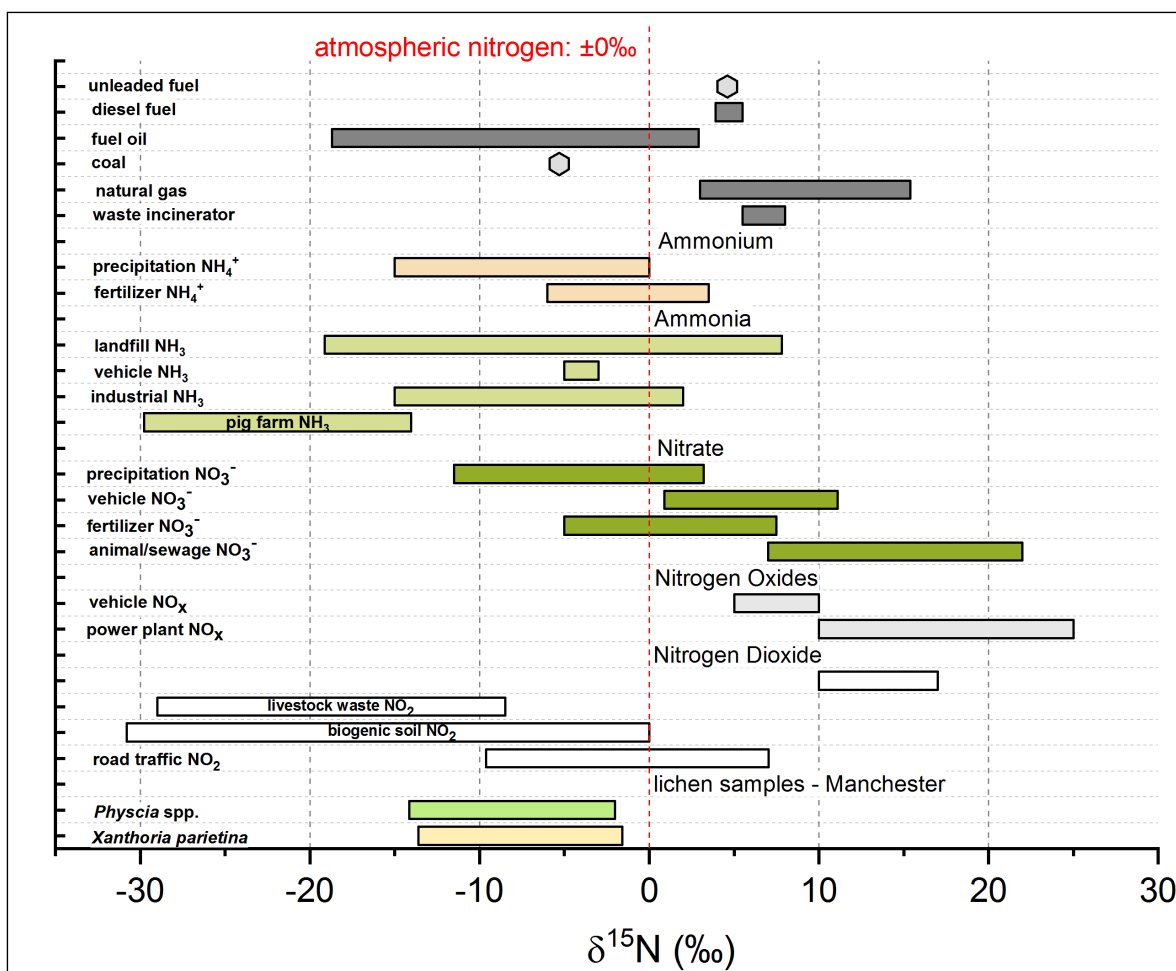 atmospheric nitrogen: ±0‰
unleaded fuel
diesel fuel
fuel oil
coal
natural gas
waste incinerator
Ammonium
precipitation NH₄⁺
fertilizer NH₄⁺
Ammonia
landfill NH₃
vehicle NH₃
industrial NH₃
pig farm NH₃
Nitrate
precipitation NO₃⁻
vehicle NO₃⁻
fertilizer NO₃⁻
animal/sewage NO₃⁻
Nitrogen Oxides
vehicle NOₓ
power plant NOₓ
Nitrogen Dioxide
livestock waste NO₂
biogenic soil NO₂
road traffic NO₂
lichen samples - Manchester
Physcia spp.
Xanthoria parietina
-30 -20 -10 0 10 20 30
δ¹⁵N (‰)